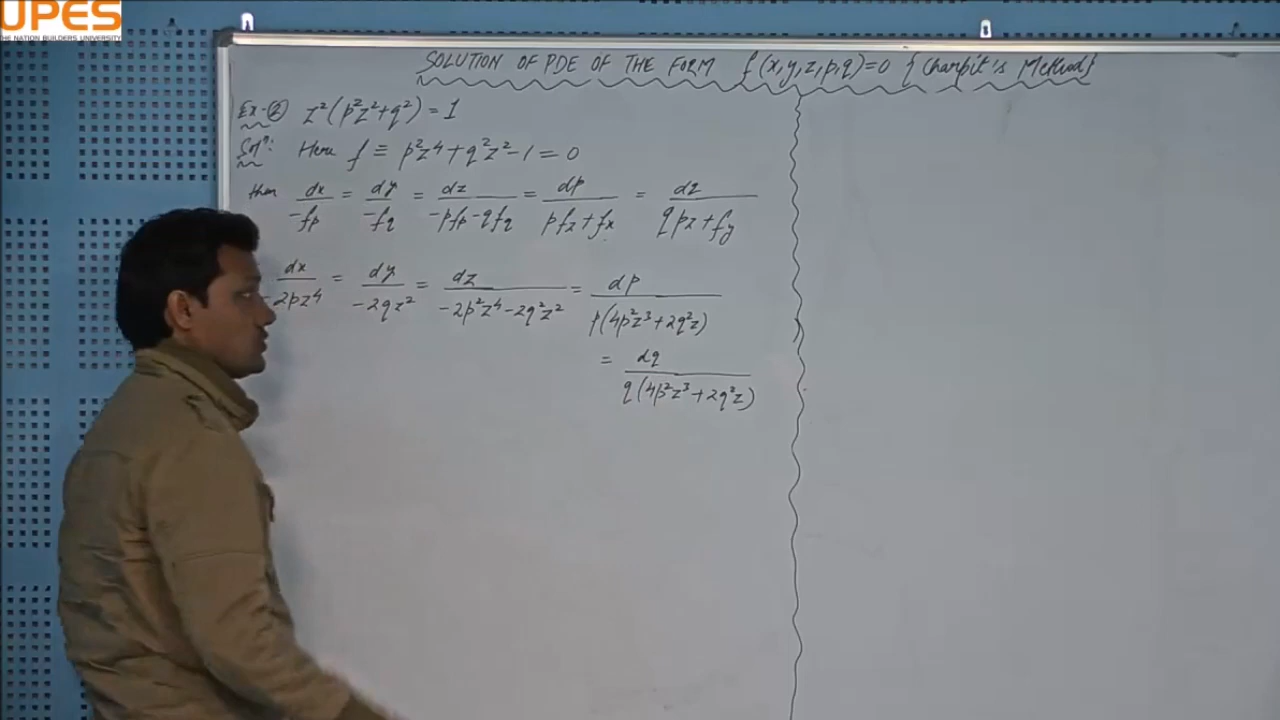 UPES
THE NATION BUILDERS UNIVERSITY
SOLUTION OF PDE OF THE FORM f(x,y,z,p,q)=0 {Charpit's Method}
Ex-② z²(p²z²+q²)=1
Solⁿ: Here f ≡ p²z⁴+q²z²-1=0
then dx/-fp = dy/-fq = dz/-pfp-qfq = dp/pfz+fx = dq/qpz+fy
dx/-2pz⁴ = dy/-2qz² = dz/-2p²z⁴-2q²z² = dp/p(4p²z³+2q²z)
= dq/q(4p²z³+2q²z)